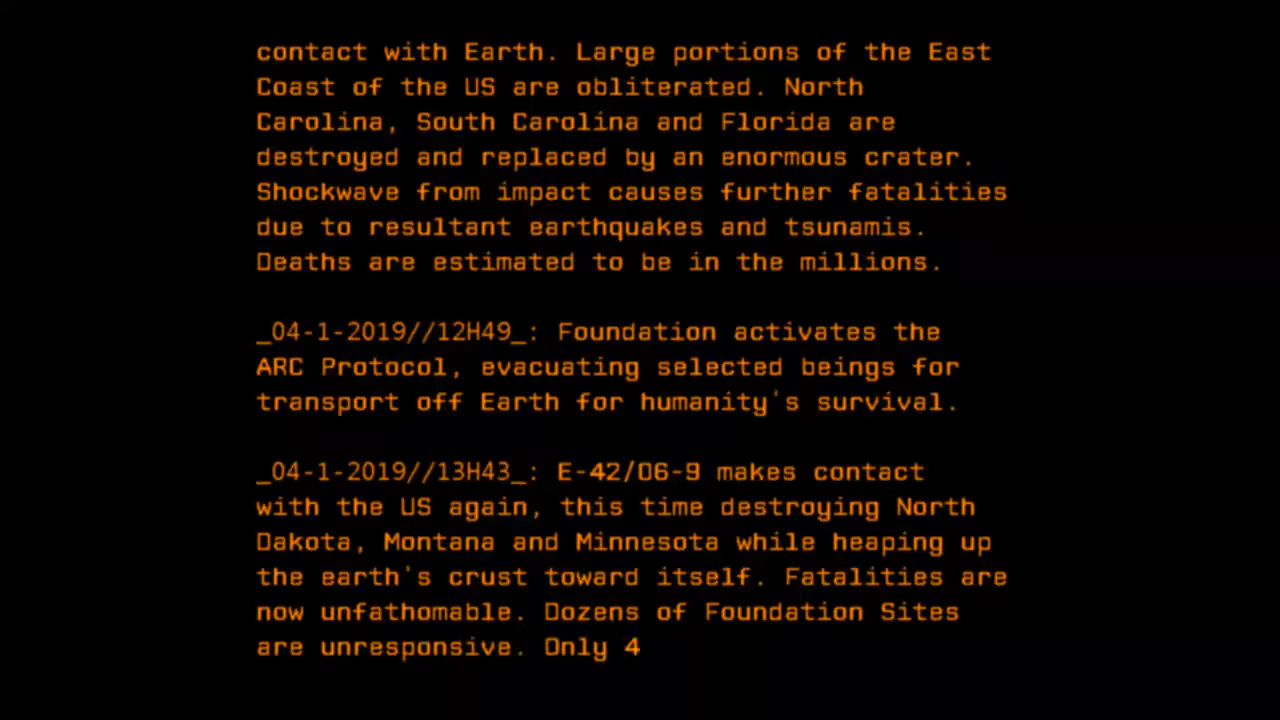 contact with Earth. Large portions of the East
Coast of the US are obliterated. North
Carolina, South Carolina and Florida are
destroyed and replaced by an enormous crater.
Shockwave from impact causes further fatalities
due to resultant earthquakes and tsunamis.
Deaths are estimated to be in the millions.
_04-1-2019//12H49_: Foundation activates the
ARC Protocol, evacuating selected beings for
transport off Earth for humanity's survival.
_04-1-2019//13H43_: E-42/06-9 makes contact
with the US again, this time destroying North
Dakota, Montana and Minnesota while heaping up
the earth's crust toward itself. Fatalities are
now unfathomable. Dozens of Foundation Sites
are unresponsive. Only 4